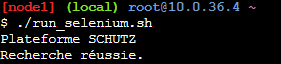 [node1] (local) root@10.0.36.4 ~
$ ./run_selenium.sh
Plateforme SCHUTZ
Recherche réussie.